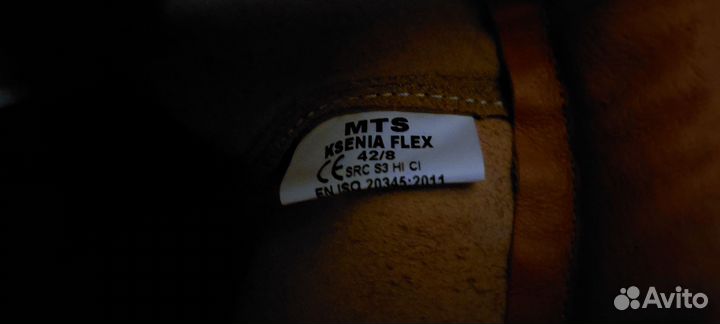 MTS
KSENIA FLEX
42/8
CE SRC S3 HI CI
EN ISO 20345:2011
Avito